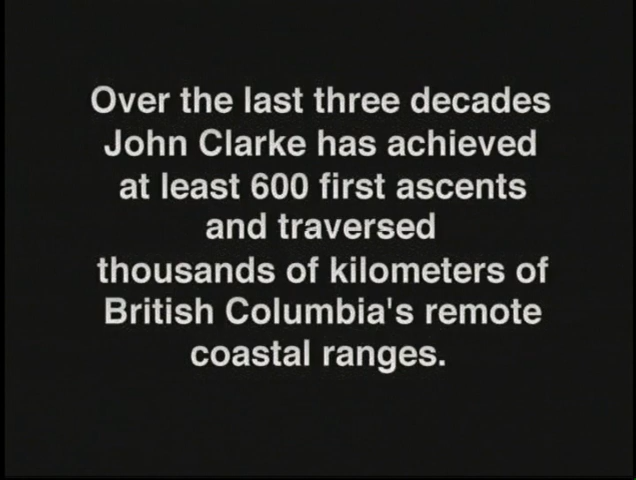 Over the last three decades
John Clarke has achieved
at least 600 first ascents
and traversed
thousands of kilometers of
British Columbia's remote
coastal ranges.